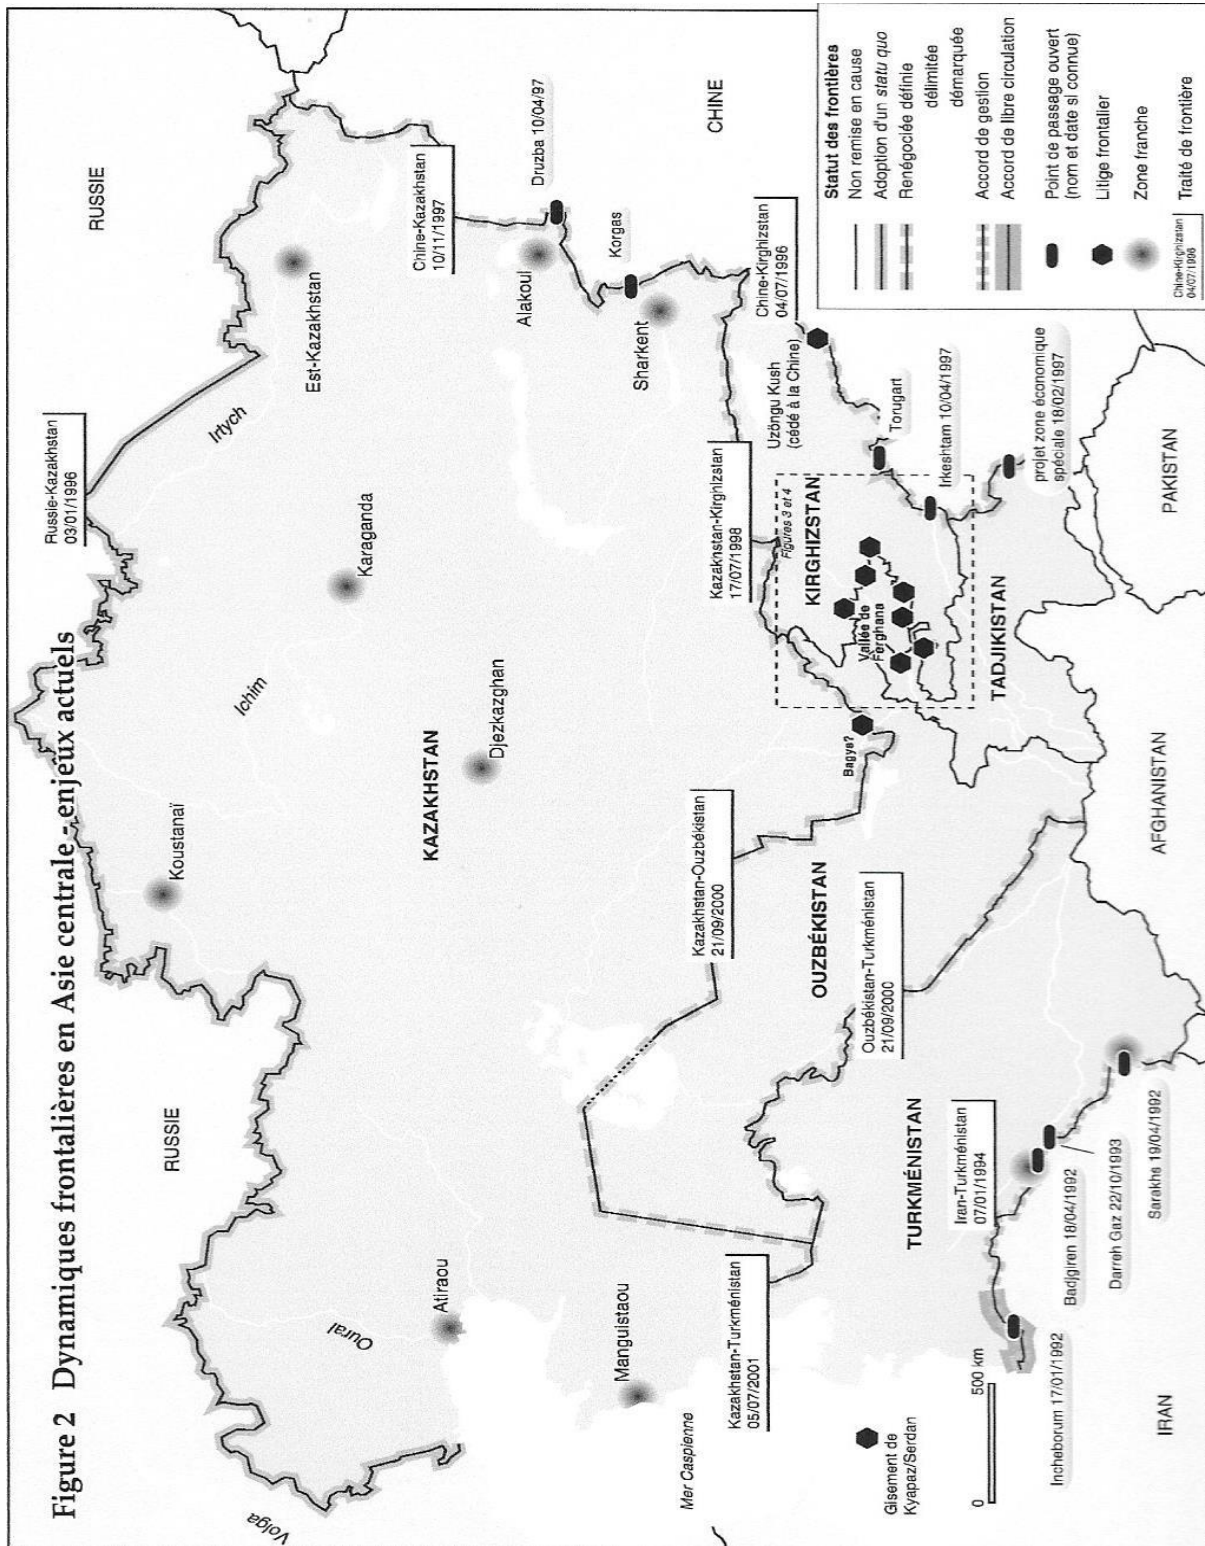 Figure 2 Dynamiques frontalières en Asie centrale - enjeux actuels
RUSSIE
RUSSIE
Volga
Oural
Ichim
Irtych
Koustanaï
Russie-Kazakhstan
03/01/1996
Est-Kazakhstan
Karaganda
Djezkazghan
KAZAKHSTAN
Atiraou
Manguistaou
Mer Caspienne
Chine-Kazakhstan
10/11/1997
Druzba 10/04/97
Alakoul
Korgas
Sharkent
CHINE
Kazakhstan-Turkménistan
05/07/2001
Kazakhstan-Ouzbékistan
21/09/2000
Kazakhstan-Kirghizstan
17/07/1998
Chine-Kirghizstan
04/07/1996
Uzöngu Kush
(cédé à la Chine)
Torugart
Irkeshtam 10/04/1997
projet zone économique
spéciale 18/02/1997
Figures 3 et 4
KIRGHIZSTAN
Vallée de
Ferghana
Bagys?
TADJIKISTAN
OUZBÉKISTAN
Ouzbékistan-Turkménistan
21/09/2000
TURKMÉNISTAN
Iran-Turkménistan
07/01/1994
Gisement de
Kyapaz/Serdan
0 500 km
Incheborum 17/01/1992
Badjgiren 18/04/1992
Darreh Gaz 22/10/1993
Sarakhs 19/04/1992
IRAN
AFGHANISTAN
PAKISTAN
Statut des frontières
Non remise en cause
Adoption d'un statu quo
Renégociée définie
délimitée
démarquée
Accord de gestion
Accord de libre circulation
Point de passage ouvert
(nom et date si connue)
Litige frontalier
Zone franche
Chine-Kirghizstan
04/07/1996
Traité de frontière